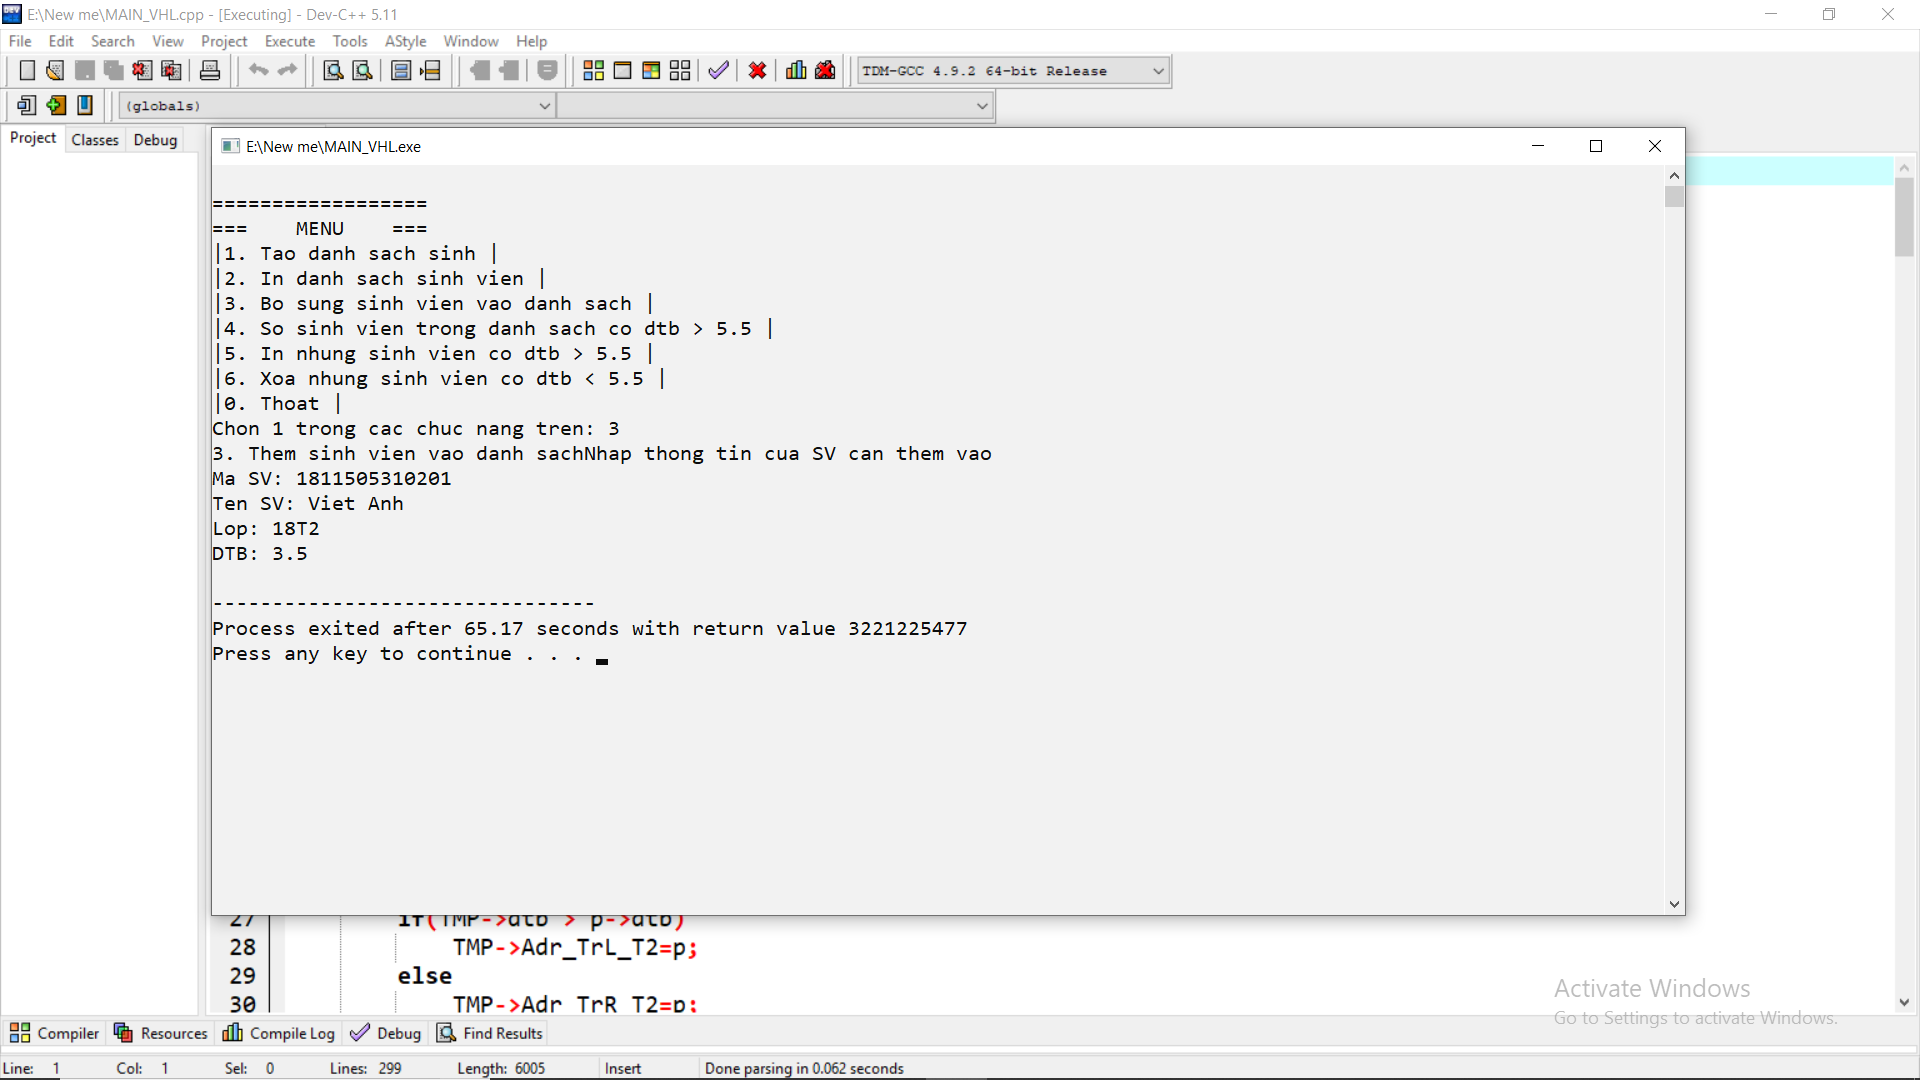 E:\New me\MAIN_VHL.cpp - [Executing] - Dev-C++ 5.11
File Edit Search View Project Execute Tools AStyle Window Help
TDM-GCC 4.9.2 64-bit Release
(globals)
Project Classes Debug
E:\New me\MAIN_VHL.exe
==================
===    MENU    ===
|1. Tao danh sach sinh |
|2. In danh sach sinh vien |
|3. Bo sung sinh vien vao danh sach |
|4. So sinh vien trong danh sach co dtb > 5.5 |
|5. In nhung sinh vien co dtb > 5.5 |
|6. Xoa nhung sinh vien co dtb < 5.5 |
|0. Thoat |
Chon 1 trong cac chuc nang tren: 3
3. Them sinh vien vao danh sachNhap thong tin cua SV can them vao
Ma SV: 1811505310201
Ten SV: Viet Anh
Lop: 18T2
DTB: 3.5
--------------------------------
Process exited after 65.17 seconds with return value 3221225477
Press any key to continue . . .
27 if(TMP->dtb > p->dtb)
28 TMP->Adr_TrL_T2=p;
29 else
30 TMP->Adr_TrR_T2=p;
Activate Windows
Go to Settings to activate Windows.
Compiler Resources Compile Log Debug Find Results
Line: 1 Col: 1 Sel: 0 Lines: 299 Length: 6005 Insert Done parsing in 0.062 seconds